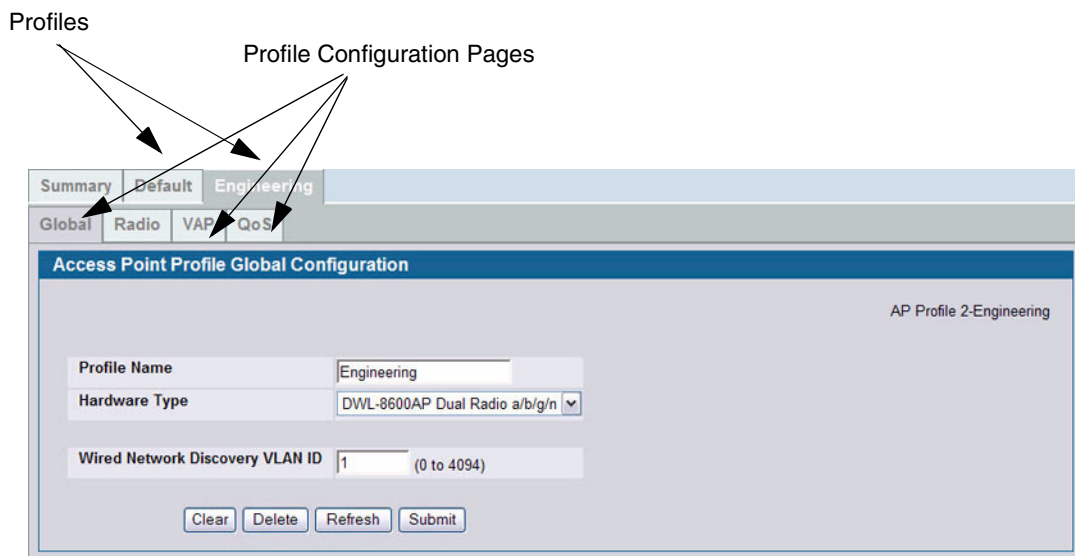 Profiles
Profile Configuration Pages
Summary Default Engineering
Global Radio VAP QoS
Access Point Profile Global Configuration
AP Profile 2-Engineering
Profile Name Engineering
Hardware Type DWL-8600AP Dual Radio a/b/g/n
Wired Network Discovery VLAN ID 1 (0 to 4094)
Clear Delete Refresh Submit